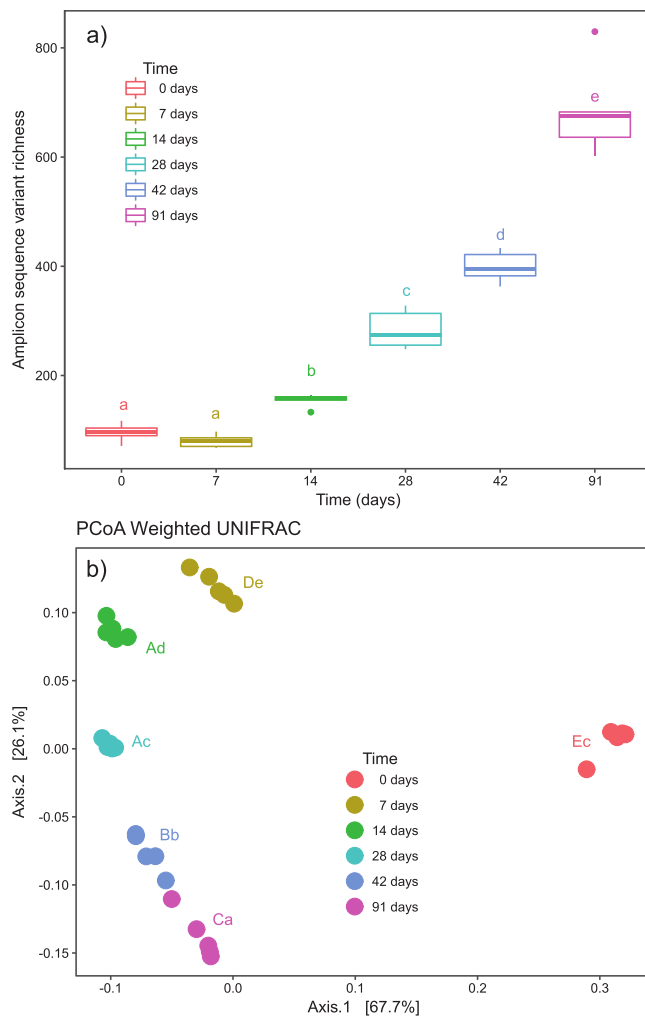 a)
Time
0 days
7 days
14 days
28 days
42 days
91 days
a
a
b
c
d
e
800
600
400
200
Amplicon sequence variant richness
0
7
14
28
42
91
Time (days)
PCoA Weighted UNIFRAC
b)
De
Ad
Ac
Ec
Bb
Ca
Time
0 days
7 days
14 days
28 days
42 days
91 days
0.10
0.05
0.00
-0.05
-0.10
-0.15
Axis.2 [26.1%]
-0.1
0.0
0.1
0.2
0.3
Axis.1 [67.7%]